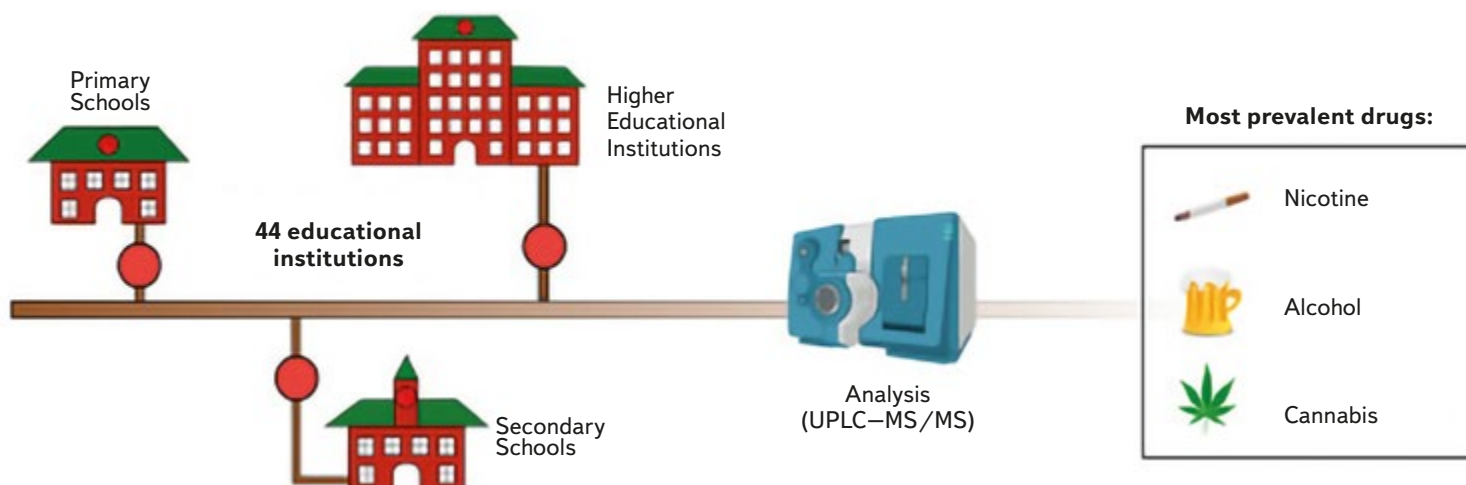 Primary
Schools
Higher
Educational
Institutions
44 educational
institutions
Secondary
Schools
Analysis
(UPLC–MS/MS)
Most prevalent drugs:
Nicotine
Alcohol
Cannabis